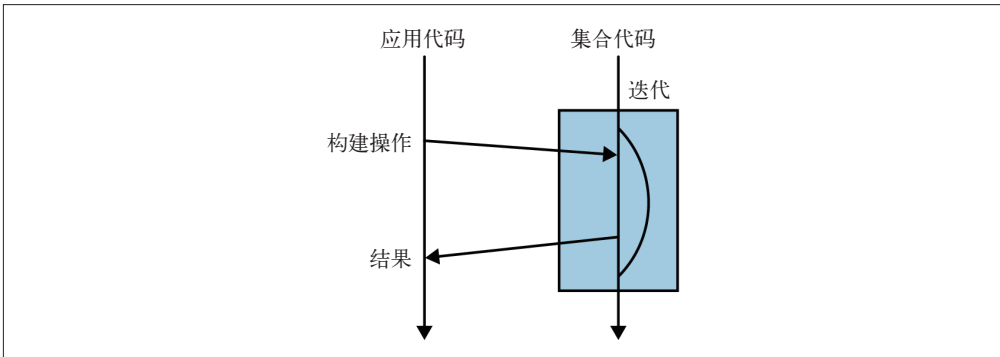 应用代码
集合代码
迭代
构建操作
结果